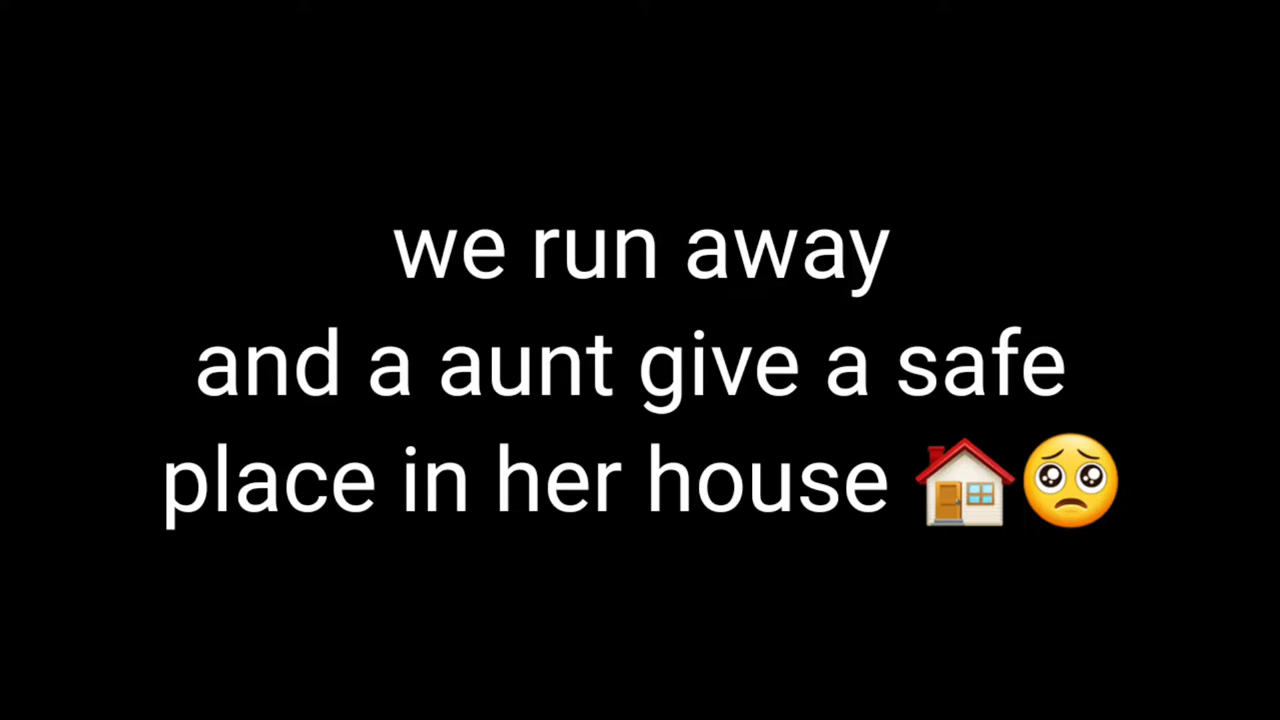 we run away
and a aunt give a safe
place in her house 🏠🥺